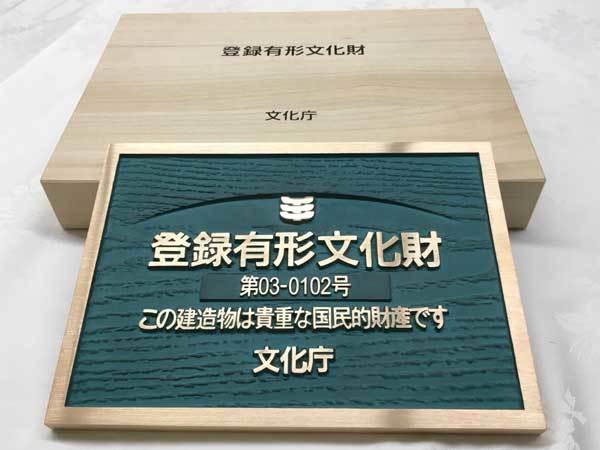 登録有形文化財
文化庁
登録有形文化財
第03-0102号
この建造物は貴重な国民的財産です
文化庁